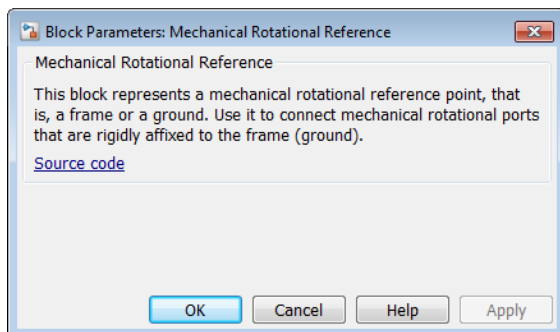 Block Parameters: Mechanical Rotational Reference
Mechanical Rotational Reference
This block represents a mechanical rotational reference point, that
is, a frame or a ground. Use it to connect mechanical rotational ports
that are rigidly affixed to the frame (ground).
Source code
OK Cancel Help Apply